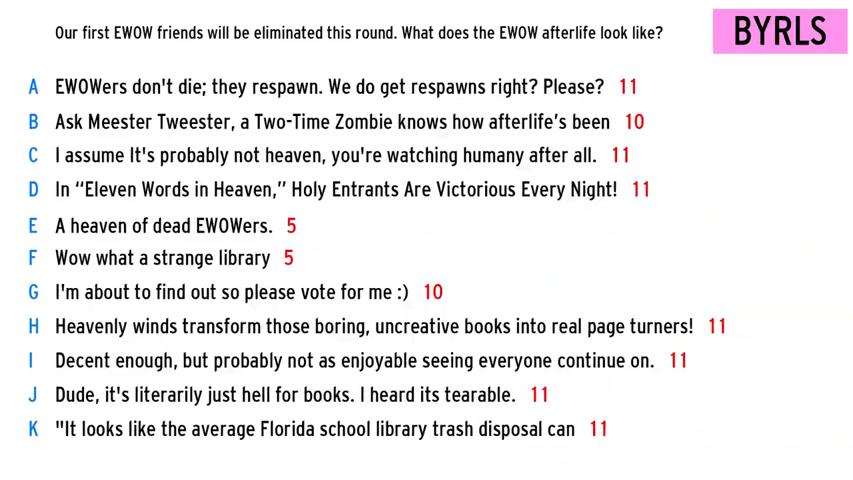 Our first EWOW friends will be eliminated this round. What does the EWOW afterlife look like?
BYRLS
A EWOWers don't die; they respawn. We do get respawns right? Please? 11
B Ask Meester Tweester, a Two-Time Zombie knows how afterlife's been 10
C I assume It's probably not heaven, you're watching humany after all. 11
D In “Eleven Words in Heaven,” Holy Entrants Are Victorious Every Night! 11
E A heaven of dead EWOWers. 5
F Wow what a strange library 5
G I'm about to find out so please vote for me :) 10
H Heavenly winds transform those boring, uncreative books into real page turners! 11
I Decent enough, but probably not as enjoyable seeing everyone continue on. 11
J Dude, it's literarily just hell for books. I heard its tearable. 11
K "It looks like the average Florida school library trash disposal can 11